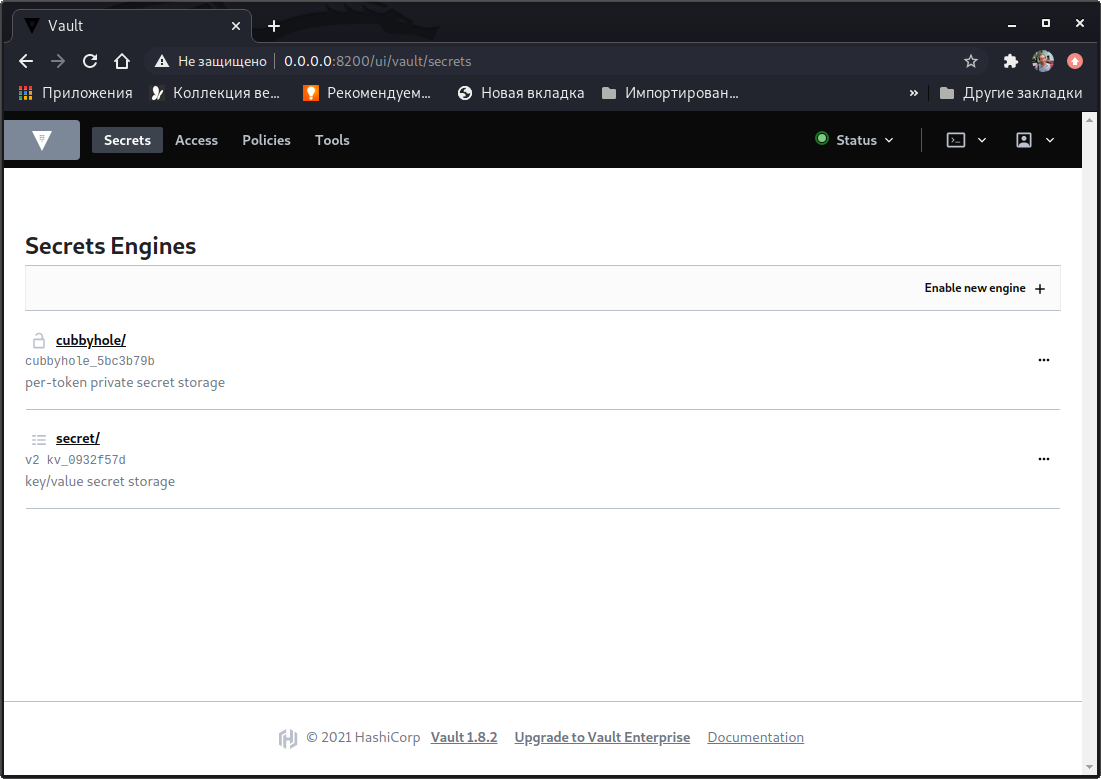 Vault
Не защищено 0.0.0.0:8200/ui/vault/secrets
Приложения Коллекция ве... Рекомендуем... Новая вкладка Импортирован... » Другие закладки
Secrets Access Policies Tools Status
Secrets Engines
Enable new engine
cubbyhole/
cubbyhole_5bc3b79b
per-token private secret storage
secret/
v2 kv_0932f57d
key/value secret storage
© 2021 HashiCorp Vault 1.8.2 Upgrade to Vault Enterprise Documentation